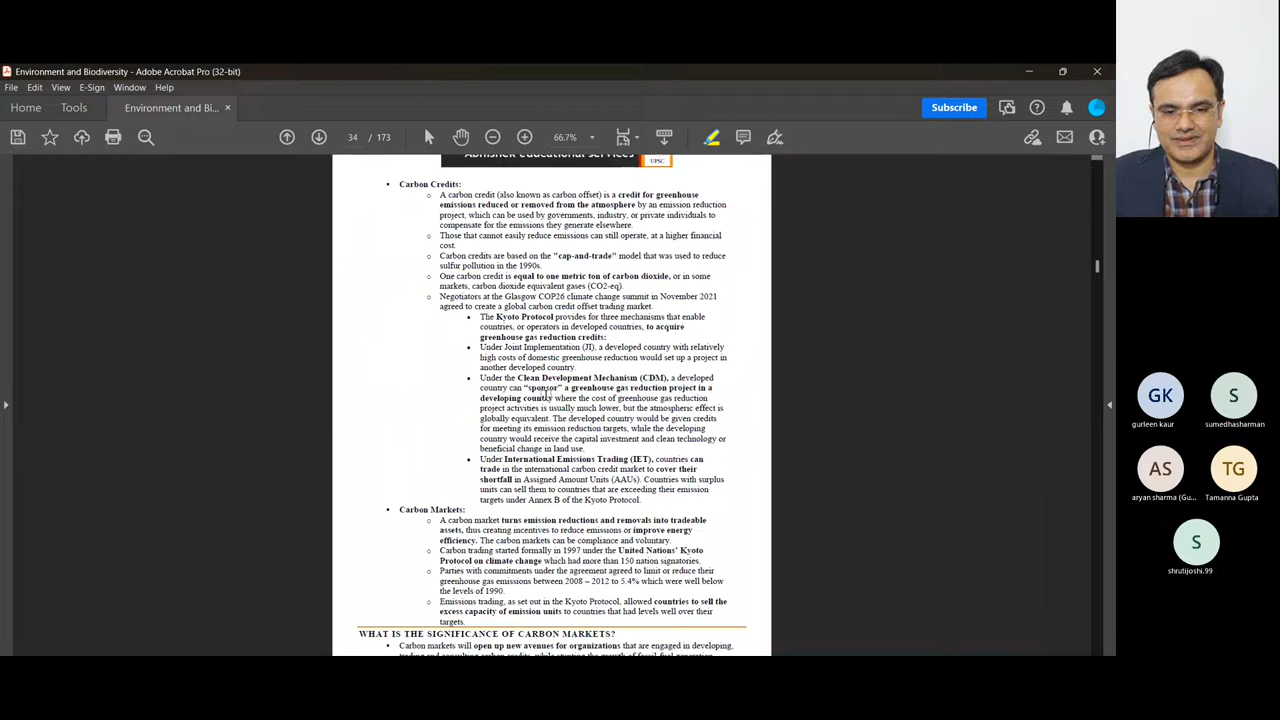 Environment and Biodiversity - Adobe Acrobat Pro (32-bit)
File Edit View E-Sign Window Help
Home Tools Environment and Bi... × Subscribe
34 / 173 66.7%
Abhishek educational services UPSC
• Carbon Credits:
o A carbon credit (also known as carbon offset) is a credit for greenhouse
emissions reduced or removed from the atmosphere by an emission reduction
project, which can be used by governments, industry, or private individuals to
compensate for the emissions they generate elsewhere.
o Those that cannot easily reduce emissions can still operate, at a higher financial
cost.
o Carbon credits are based on the "cap-and-trade" model that was used to reduce
sulfur pollution in the 1990s.
o One carbon credit is equal to one metric ton of carbon dioxide, or in some
markets, carbon dioxide equivalent gases (CO2-eq).
o Negotiators at the Glasgow COP26 climate change summit in November 2021
agreed to create a global carbon credit offset trading market.
• The Kyoto Protocol provides for three mechanisms that enable
countries, or operators in developed countries, to acquire
greenhouse gas reduction credits:
• Under Joint Implementation (JI), a developed country with relatively
high costs of domestic greenhouse reduction would set up a project in
another developed country.
• Under the Clean Development Mechanism (CDM), a developed
country can “sponsor” a greenhouse gas reduction project in a
developing country where the cost of greenhouse gas reduction
project activities is usually much lower, but the atmospheric effect is
globally equivalent. The developed country would be given credits
for meeting its emission reduction targets, while the developing
country would receive the capital investment and clean technology or
beneficial change in land use.
• Under International Emissions Trading (IET), countries can
trade in the international carbon credit market to cover their
shortfall in Assigned Amount Units (AAUs). Countries with surplus
units can sell them to countries that are exceeding their emission
targets under Annex B of the Kyoto Protocol.
• Carbon Markets:
o A carbon market turns emission reductions and removals into tradeable
assets, thus creating incentives to reduce emissions or improve energy
efficiency. The carbon markets can be compliance and voluntary.
o Carbon trading started formally in 1997 under the United Nations’ Kyoto
Protocol on climate change which had more than 150 nation signatories.
o Parties with commitments under the agreement agreed to limit or reduce their
greenhouse gas emissions between 2008 – 2012 to 5.4% which were well below
the levels of 1990.
o Emissions trading, as set out in the Kyoto Protocol, allowed countries to sell the
excess capacity of emission units to countries that had levels well over their
targets.
WHAT IS THE SIGNIFICANCE OF CARBON MARKETS?
• Carbon markets will open up new avenues for organizations that are engaged in developing,
trading and consulting carbon credits, while stunting the growth of fossil-fuel generation
GK S
gurleen kaur sumedhasharman
AS TG
aryan sharma (Gu... Tamanna Gupta
S
shrutijoshi.99